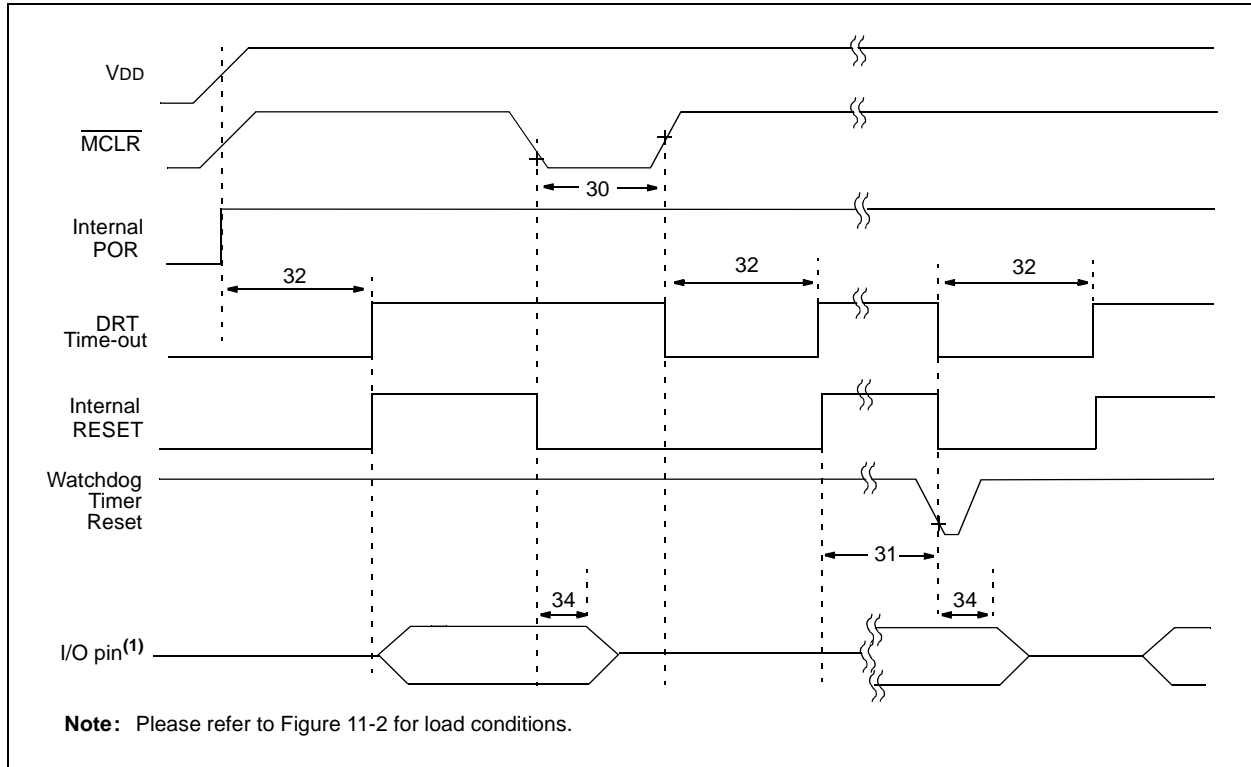 VDD
MCLR
30
Internal
POR
32
32
32
DRT
Time-out
Internal
RESET
Watchdog
Timer
Reset
31
34
34
I/O pin(1)
Note: Please refer to Figure 11-2 for load conditions.